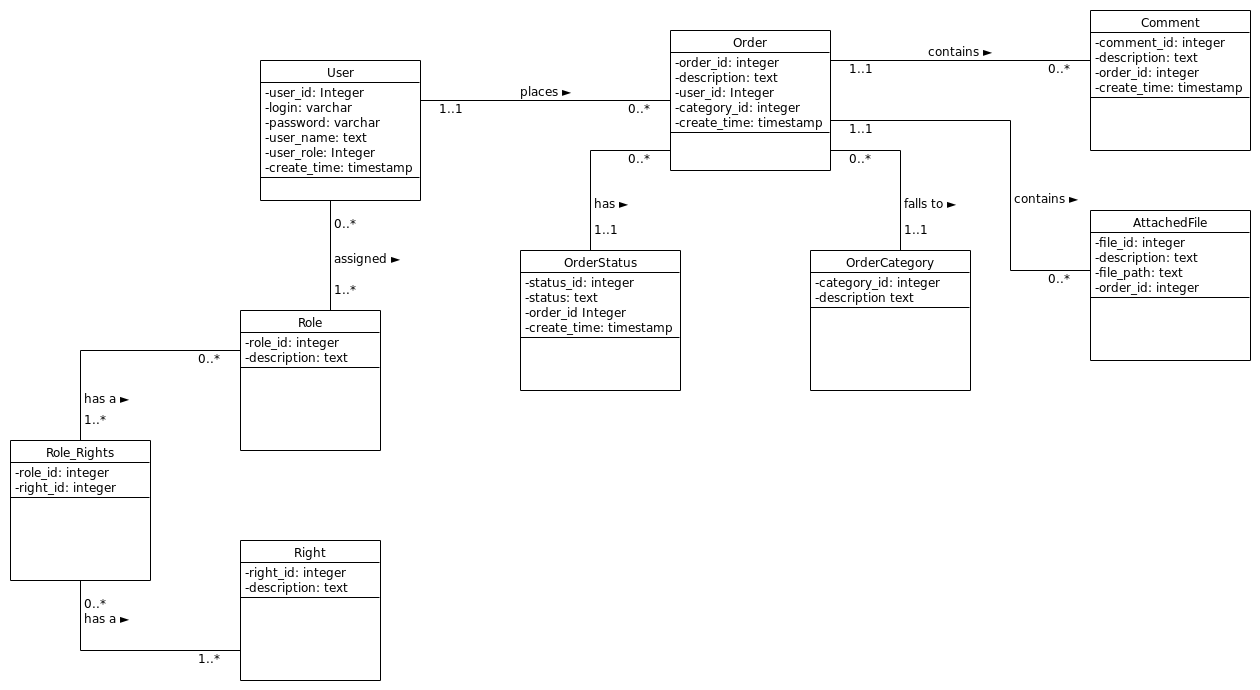 User
-user_id: Integer
-login: varchar
-password: varchar
-user_name: text
-user_role: Integer
-create_time: timestamp
places ►
1..1
0..*
Order
-order_id: integer
-description: text
-user_id: Integer
-category_id: integer
-create_time: timestamp
contains ►
1..1
0..*
Comment
-comment_id: integer
-description: text
-order_id: integer
-create_time: timestamp
1..1
contains ►
0..*
AttachedFile
-file_id: integer
-description: text
-file_path: text
-order_id: integer
0..*
has ►
1..1
OrderStatus
-status_id: integer
-status: text
-order_id Integer
-create_time: timestamp
0..*
falls to ►
1..1
OrderCategory
-category_id: integer
-description text
0..*
assigned ►
1..*
Role
-role_id: integer
-description: text
0..*
has a ►
1..*
Role_Rights
-role_id: integer
-right_id: integer
0..*
has a ►
1..*
Right
-right_id: integer
-description: text